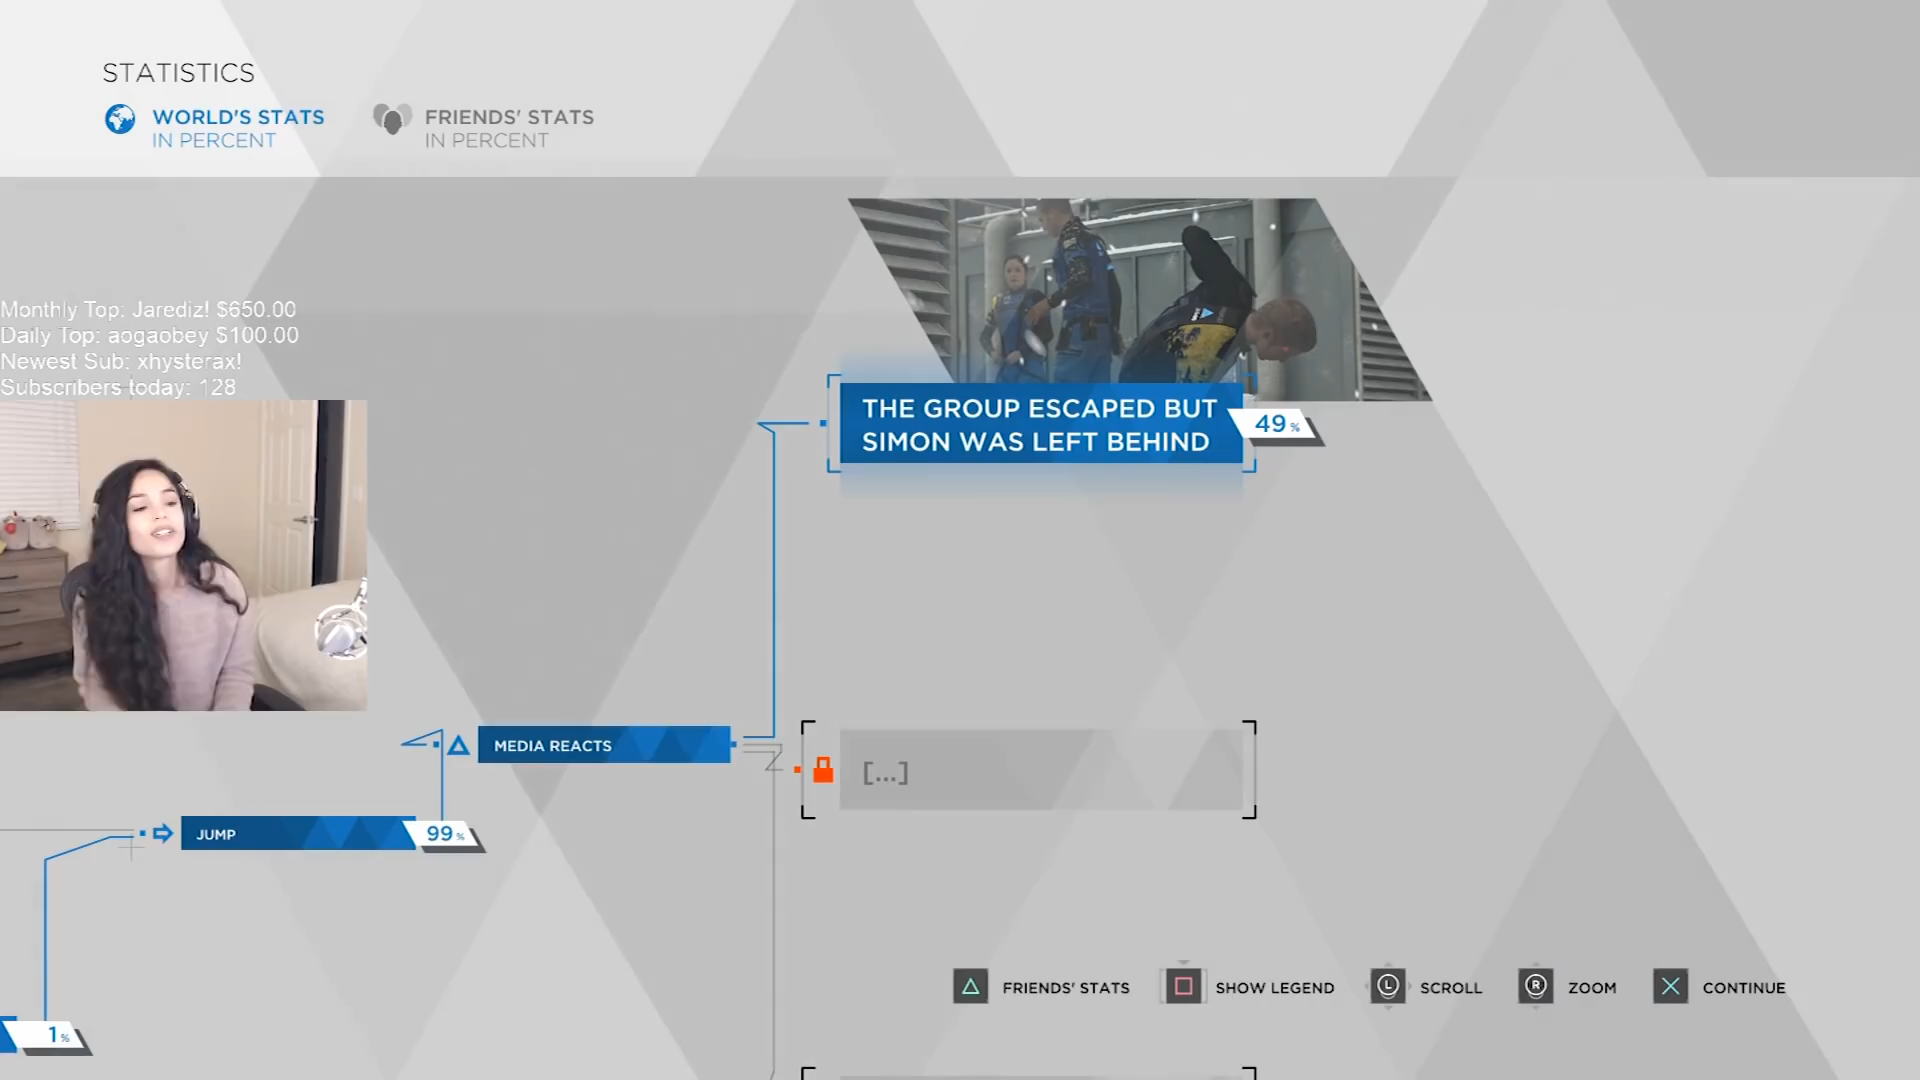 STATISTICS
WORLD'S STATS
IN PERCENT
FRIENDS' STATS
IN PERCENT
Monthly Top: Jarediz! $650.00
Daily Top: aogaobey $100.00
Newest Sub: xhysterax!
Subscribers today: 128
THE GROUP ESCAPED BUT
SIMON WAS LEFT BEHIND
49%
MEDIA REACTS
[...]
JUMP
99%
1%
FRIENDS' STATS
SHOW LEGEND
L
SCROLL
R
ZOOM
CONTINUE